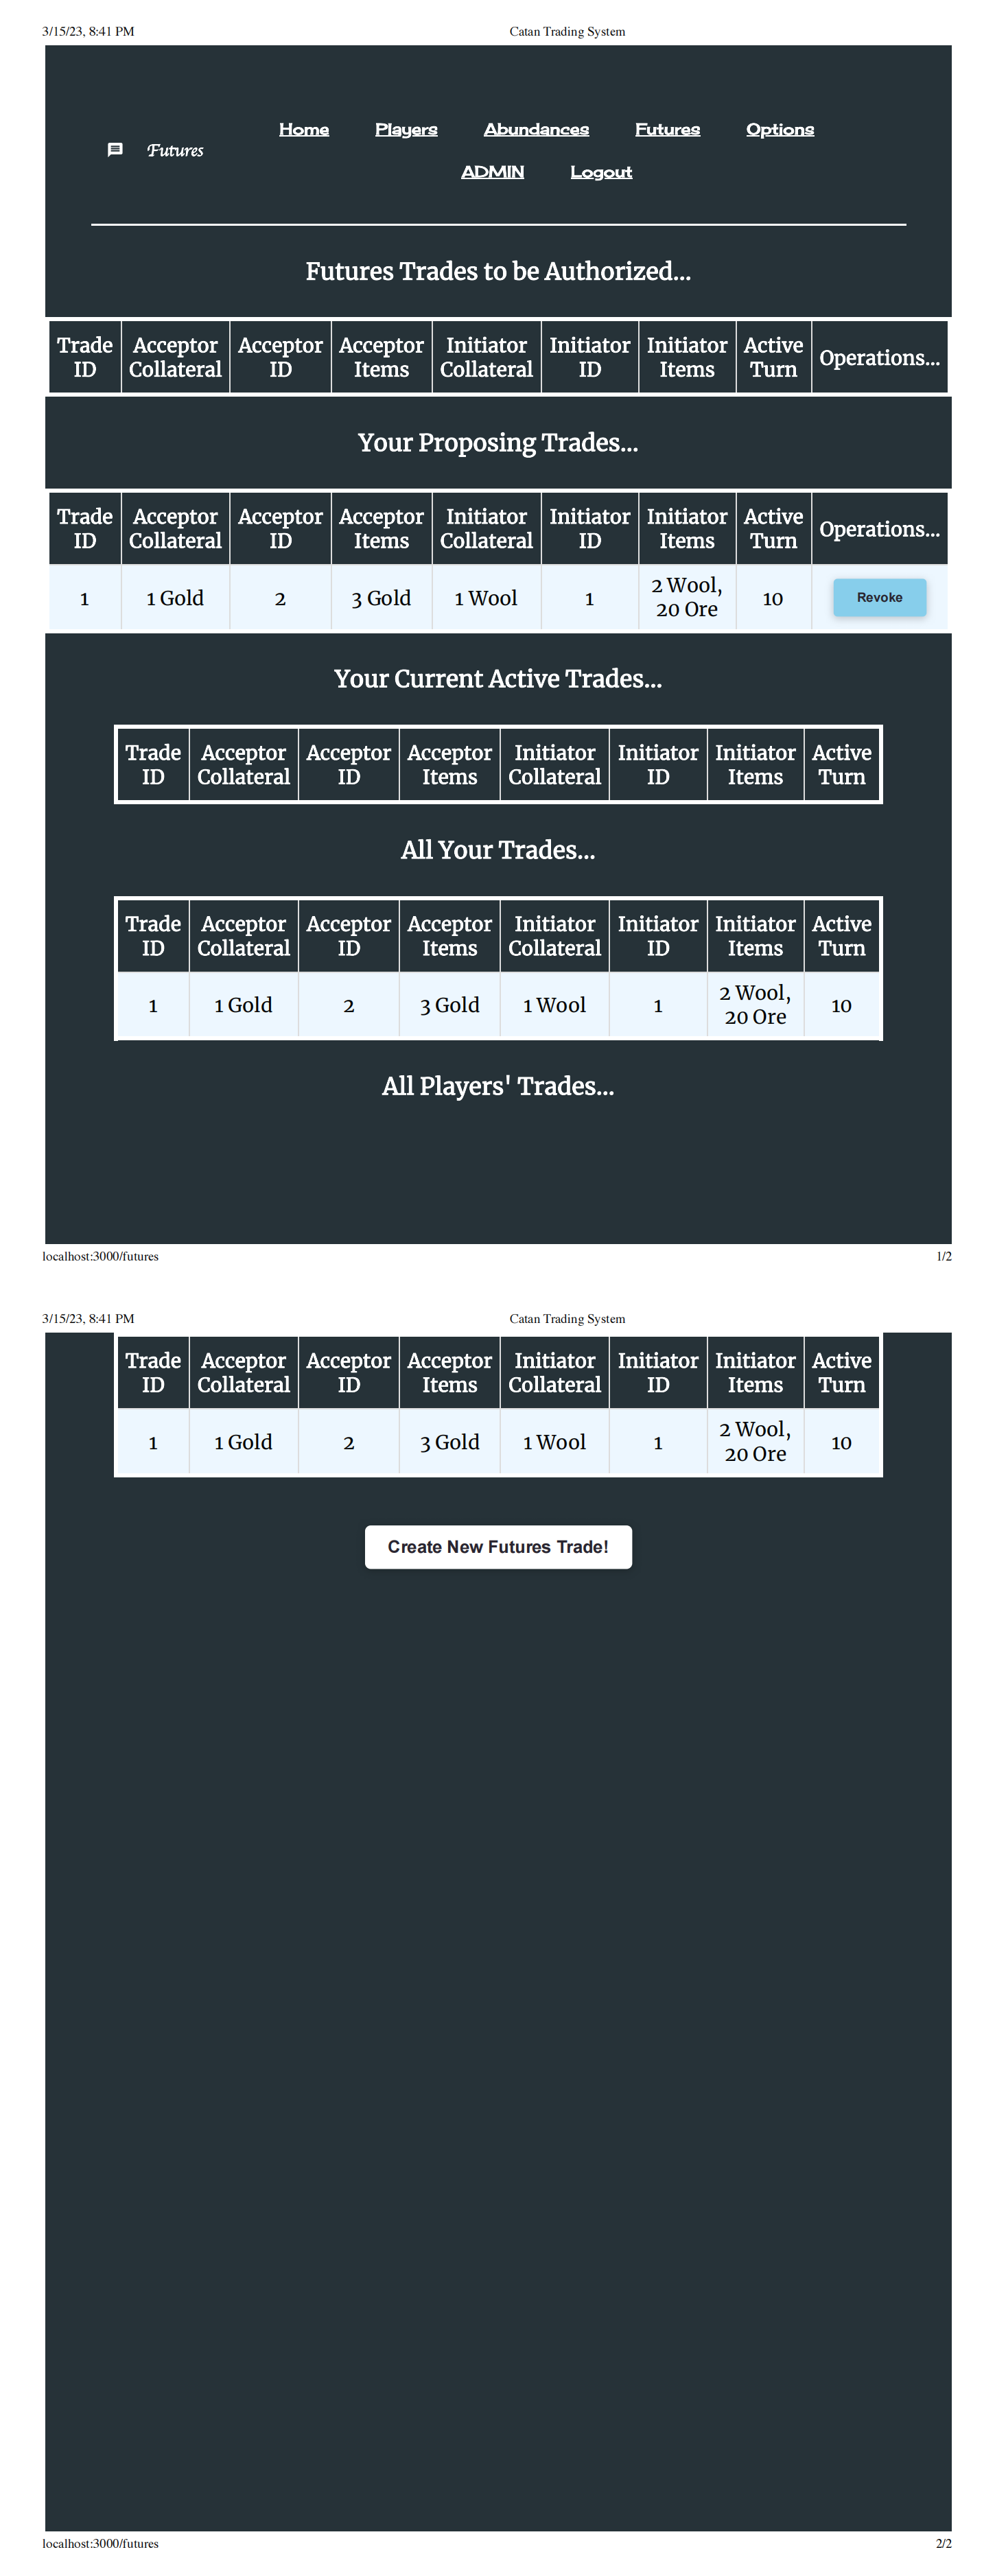 3/15/23, 8:41 PM Catan Trading System
Futures
Home Players Abundances Futures Options
ADMIN Logout
Futures Trades to be Authorized...
Trade ID Acceptor Collateral Acceptor ID Acceptor Items Initiator Collateral Initiator ID Initiator Items Active Turn Operations...
Your Proposing Trades...
Trade ID Acceptor Collateral Acceptor ID Acceptor Items Initiator Collateral Initiator ID Initiator Items Active Turn Operations...
1 1 Gold 2 3 Gold 1 Wool 1 2 Wool, 20 Ore 10 Revoke
Your Current Active Trades...
Trade ID Acceptor Collateral Acceptor ID Acceptor Items Initiator Collateral Initiator ID Initiator Items Active Turn
All Your Trades...
Trade ID Acceptor Collateral Acceptor ID Acceptor Items Initiator Collateral Initiator ID Initiator Items Active Turn
1 1 Gold 2 3 Gold 1 Wool 1 2 Wool, 20 Ore 10
All Players' Trades...
localhost:3000/futures 1/2
3/15/23, 8:41 PM Catan Trading System
Trade ID Acceptor Collateral Acceptor ID Acceptor Items Initiator Collateral Initiator ID Initiator Items Active Turn
1 1 Gold 2 3 Gold 1 Wool 1 2 Wool, 20 Ore 10
Create New Futures Trade!
localhost:3000/futures 2/2